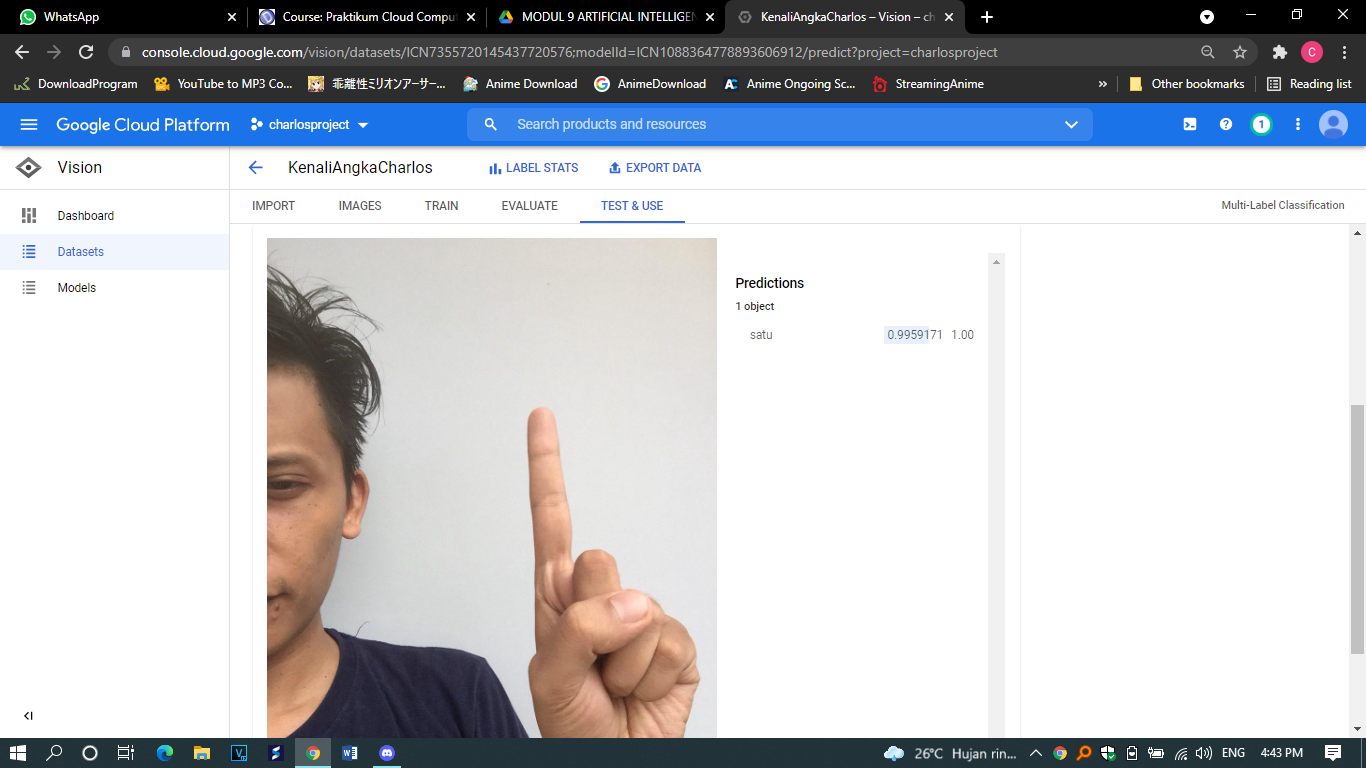 WhatsApp
Course: Praktikum Cloud Comput
MODUL 9 ARTIFICIAL INTELLIGEN
KenaliAngkaCharlos – Vision – ch
console.cloud.google.com/vision/datasets/ICN7355720145437720576;modelId=ICN1088364778893606912/predict?project=charlosproject
C
DownloadProgram
YouTube to MP3 Co...
乖離性ミリオンアーサー...
Anime Download
AnimeDownload
Anime Ongoing Sc...
StreamingAnime
»
Other bookmarks
Reading list
Google Cloud Platform
charlosproject
Search products and resources
1
Vision
KenaliAngkaCharlos
LABEL STATS
EXPORT DATA
Dashboard
Datasets
Models
IMPORT
IMAGES
TRAIN
EVALUATE
TEST & USE
Multi-Label Classification
Predictions
1 object
satu 0.9959171 1.00
26°C Hujan rin...
ENG
4:43 PM